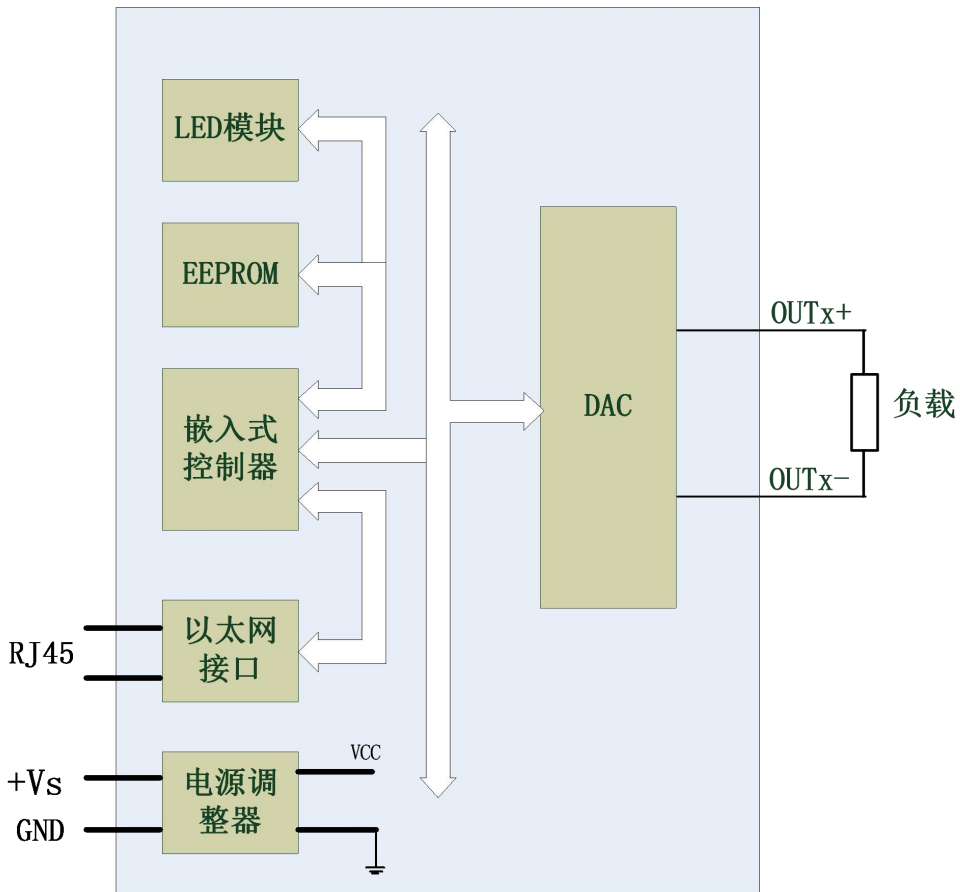 LED模块
EEPROM
OUTx+
嵌入式
控制器
DAC
负载
OUTx-
RJ45
以太网
接口
VCC
+Vs
GND
电源调
整器